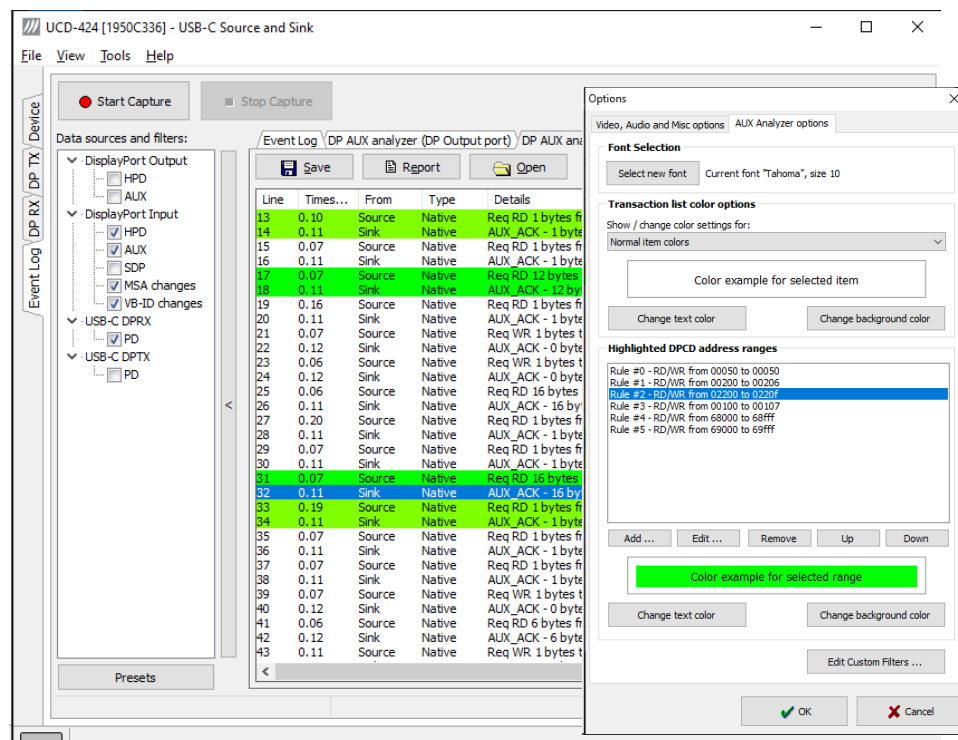 UCD-424 [1950C336] - USB-C Source and Sink
File View Tools Help
Device
DP TX
DP RX
Event Log
Start Capture
Stop Capture
Data sources and filters:
DisplayPort Output
HPD
AUX
DisplayPort Input
HPD
AUX
SDP
MSA changes
VB-ID changes
USB-C DPRX
PD
USB-C DPTX
PD
<
Presets
Event Log DP AUX analyzer (DP Output port) DP AUX ana
Save Report Open
Line Times... From Type Details
13 0.10 Source Native Req RD 1 bytes f
14 0.11 Sink Native AUX_ACK - 1 byte
15 0.07 Source Native Req RD 1 bytes f
16 0.11 Sink Native AUX_ACK - 1 byte
17 0.07 Source Native Req RD 12 bytes
18 0.11 Sink Native AUX_ACK - 12 by
19 0.16 Source Native Req RD 1 bytes f
20 0.11 Sink Native AUX_ACK - 1 byte
21 0.07 Source Native Req WR 1 bytes t
22 0.12 Sink Native AUX_ACK - 0 byte
23 0.06 Source Native Req WR 1 bytes t
24 0.12 Sink Native AUX_ACK - 0 byte
25 0.06 Source Native Req RD 16 bytes
26 0.11 Sink Native AUX_ACK - 16 by
27 0.20 Source Native Req RD 1 bytes f
28 0.11 Sink Native AUX_ACK - 1 byte
29 0.07 Source Native Req RD 1 bytes f
30 0.11 Sink Native AUX_ACK - 1 byte
31 0.07 Source Native Req RD 16 bytes
32 0.11 Sink Native AUX_ACK - 16 by
33 0.19 Source Native Req RD 1 bytes f
34 0.11 Sink Native AUX_ACK - 1 byte
35 0.07 Source Native Req RD 1 bytes f
36 0.11 Sink Native AUX_ACK - 1 byte
37 0.07 Source Native Req RD 1 bytes f
38 0.11 Sink Native AUX_ACK - 1 byte
39 0.07 Source Native Req WR 1 bytes t
40 0.12 Sink Native AUX_ACK - 0 byte
41 0.06 Source Native Req RD 6 bytes f
42 0.12 Sink Native AUX_ACK - 6 byte
43 0.11 Source Native Req WR 1 bytes t
<
Options
Video, Audio and Misc options AUX Analyzer options
Font Selection
Select new font Current font "Tahoma", size 10
Transaction list color options
Show / change color settings for:
Normal item colors
Color example for selected item
Change text color Change background color
Highlighted DPCD address ranges
Rule #0 - RD/WR from 00050 to 00050
Rule #1 - RD/WR from 00200 to 00206
Rule #2 - RD/WR from 02200 to 0220f
Rule #3 - RD/WR from 00100 to 00107
Rule #4 - RD/WR from 68000 to 68fff
Rule #5 - RD/WR from 69000 to 69fff
Add ... Edit ... Remove Up Down
Color example for selected range
Change text color Change background color
Edit Custom Filters ...
OK Cancel